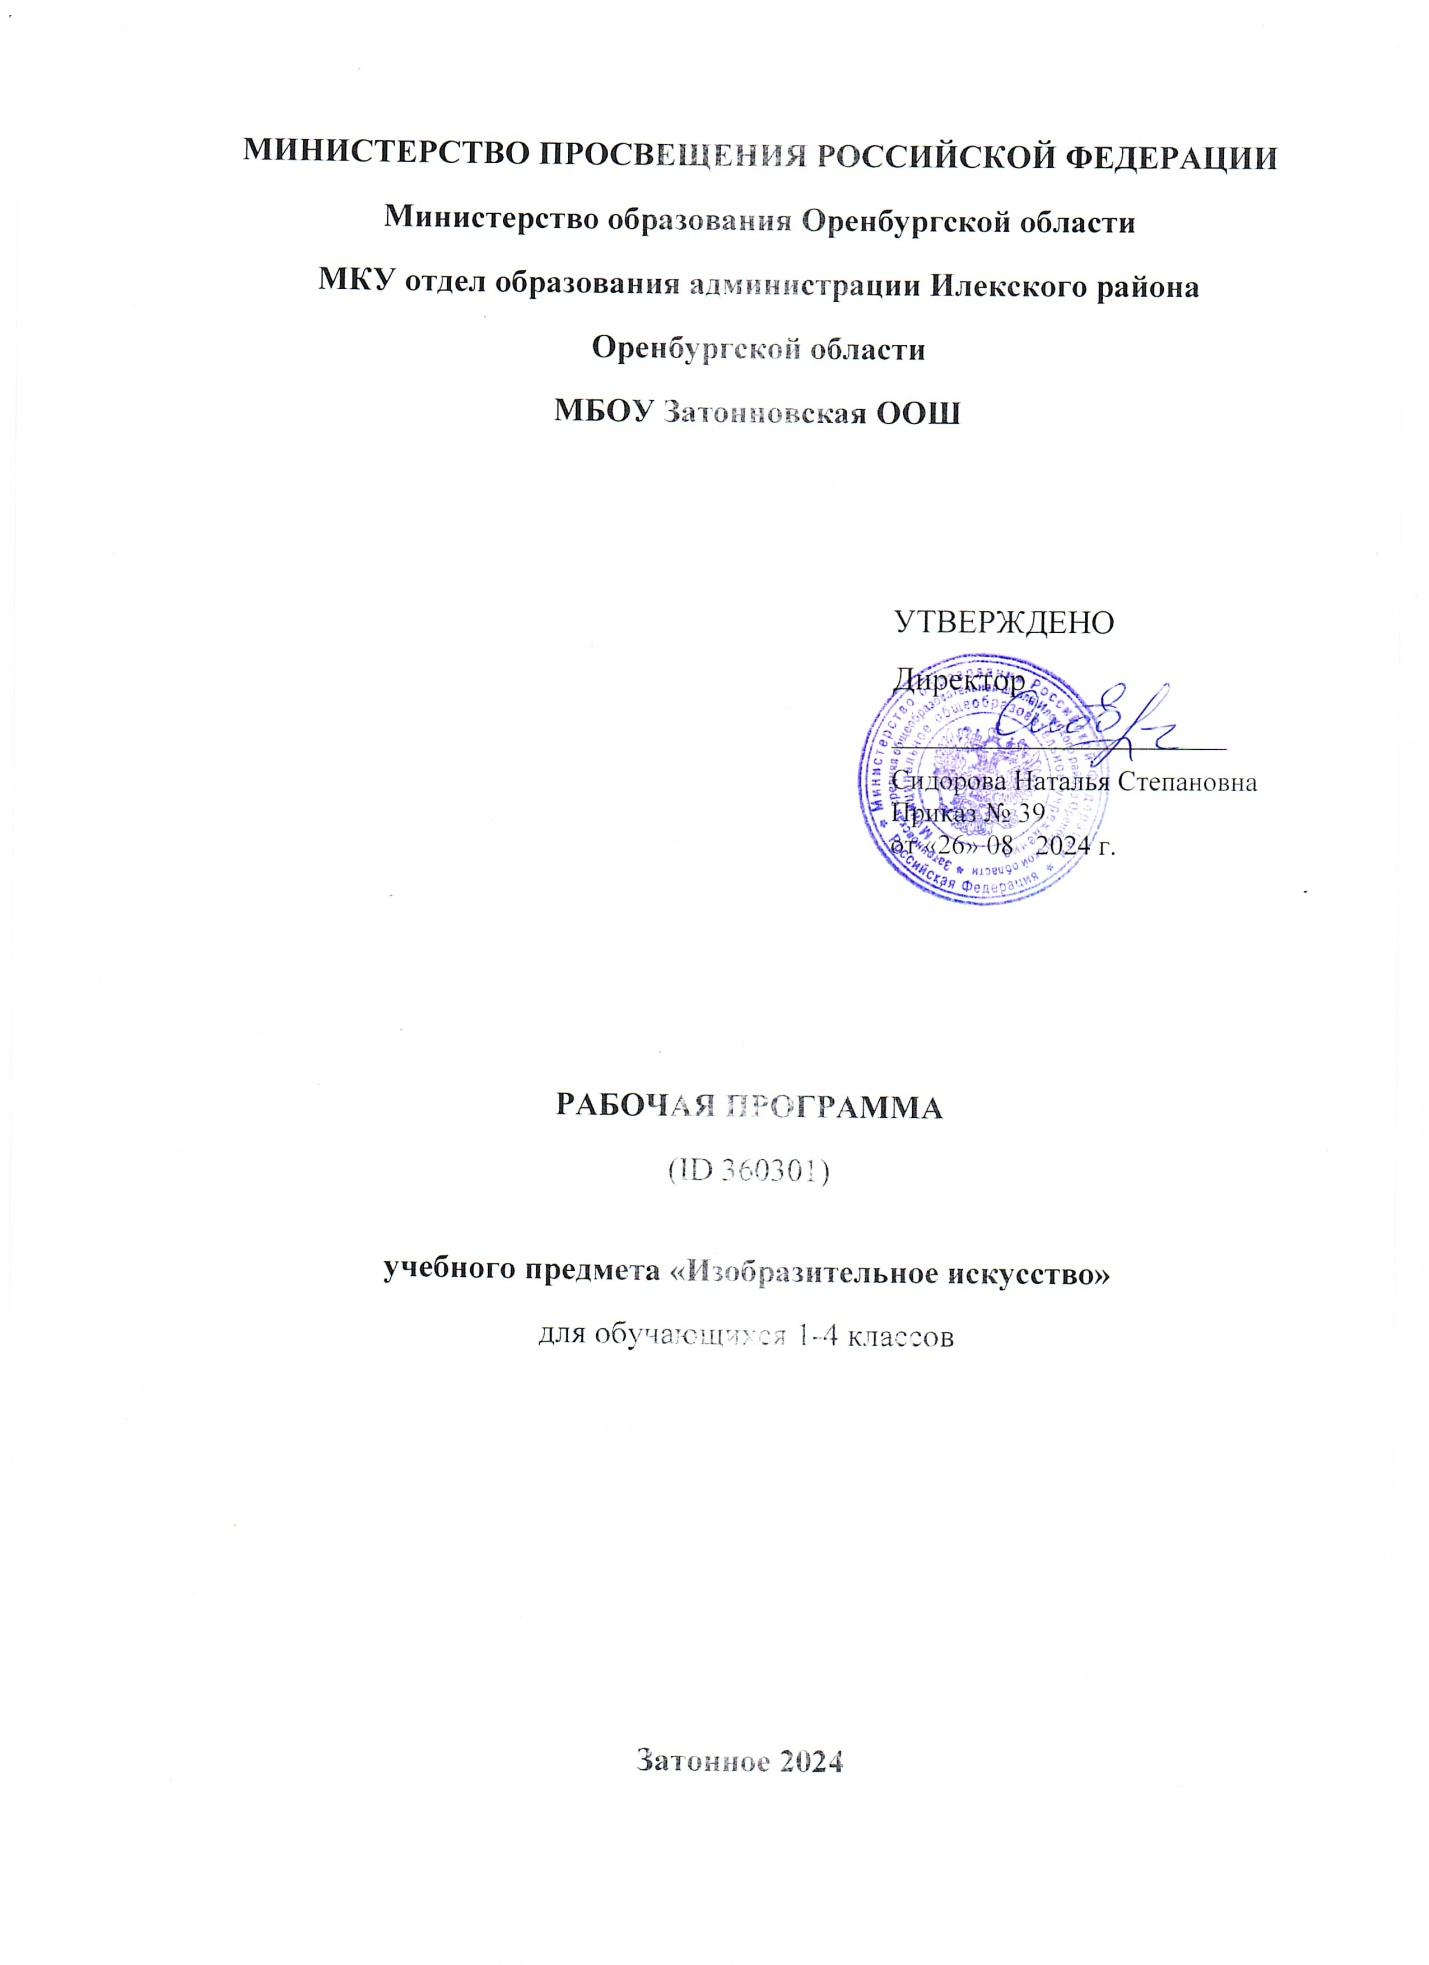 МИНИСТЕРСТВО ПРОСВЕЩЕНИЯ РОССИЙСКОЙ ФЕДЕРАЦИИ
Министерство образования Оренбургской области
МКУ отдел образования администрации Илекского района
Оренбургской области
МБОУ Затонновская ООШ
УТВЕРЖДЕНО
Директор
Сидорова Наталья Степановна
Приказ № 39
от «26» 08 2024 г.
Российская Федерация
РАБОЧАЯ ПРОГРАММА
(ID 360301)
учебного предмета «Изобразительное искусство»
для обучающихся 1-4 классов
Затонное 2024